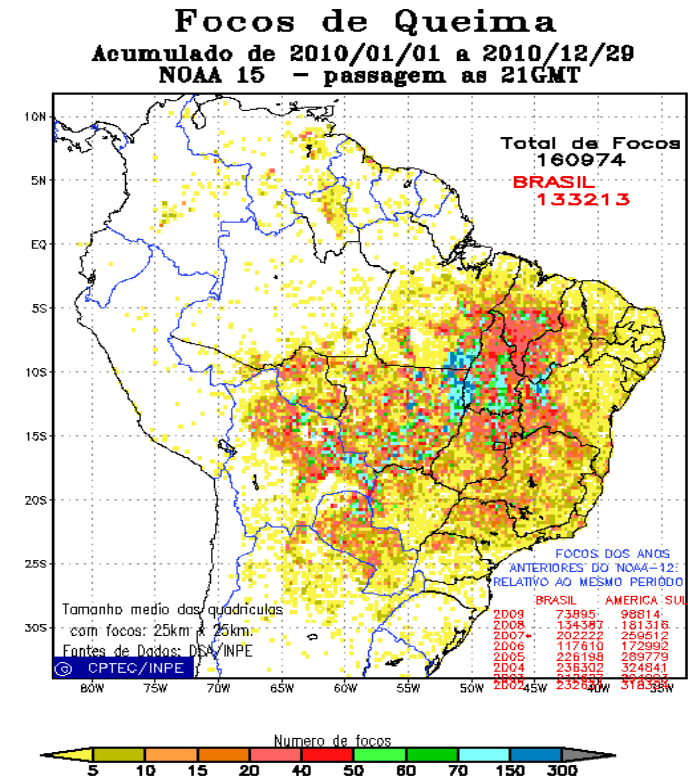 Focos de Queima
Acumulado de 2010/01/01 a 2010/12/29
NOAA 15 - passagem as 21GMT
Total de Focos
160974
BRASIL
133213
10N
5N
EQ
5S
10S
15S
20S
25S
30S
FOCOS DOS ANOS
ANTERIORES DO NOAA-12:
RELATIVO AO MESMO PERIODO
BRASIL AMERICA SUL
2009 73895 98814
2008 134387 181316
2007* 202222 259512
2006 117610 172992
2005 226198 289779
2004 236302 324841
Tamanho medio das quadriculas
com focos: 25km x 25km.
Fontes de Dados: DSA/INPE
© CPTEC/INPE
80W 75W 70W 65W 60W 55W 50W 45W 40W 35W
Numero de focos
5 10 15 20 40 50 60 70 150 300